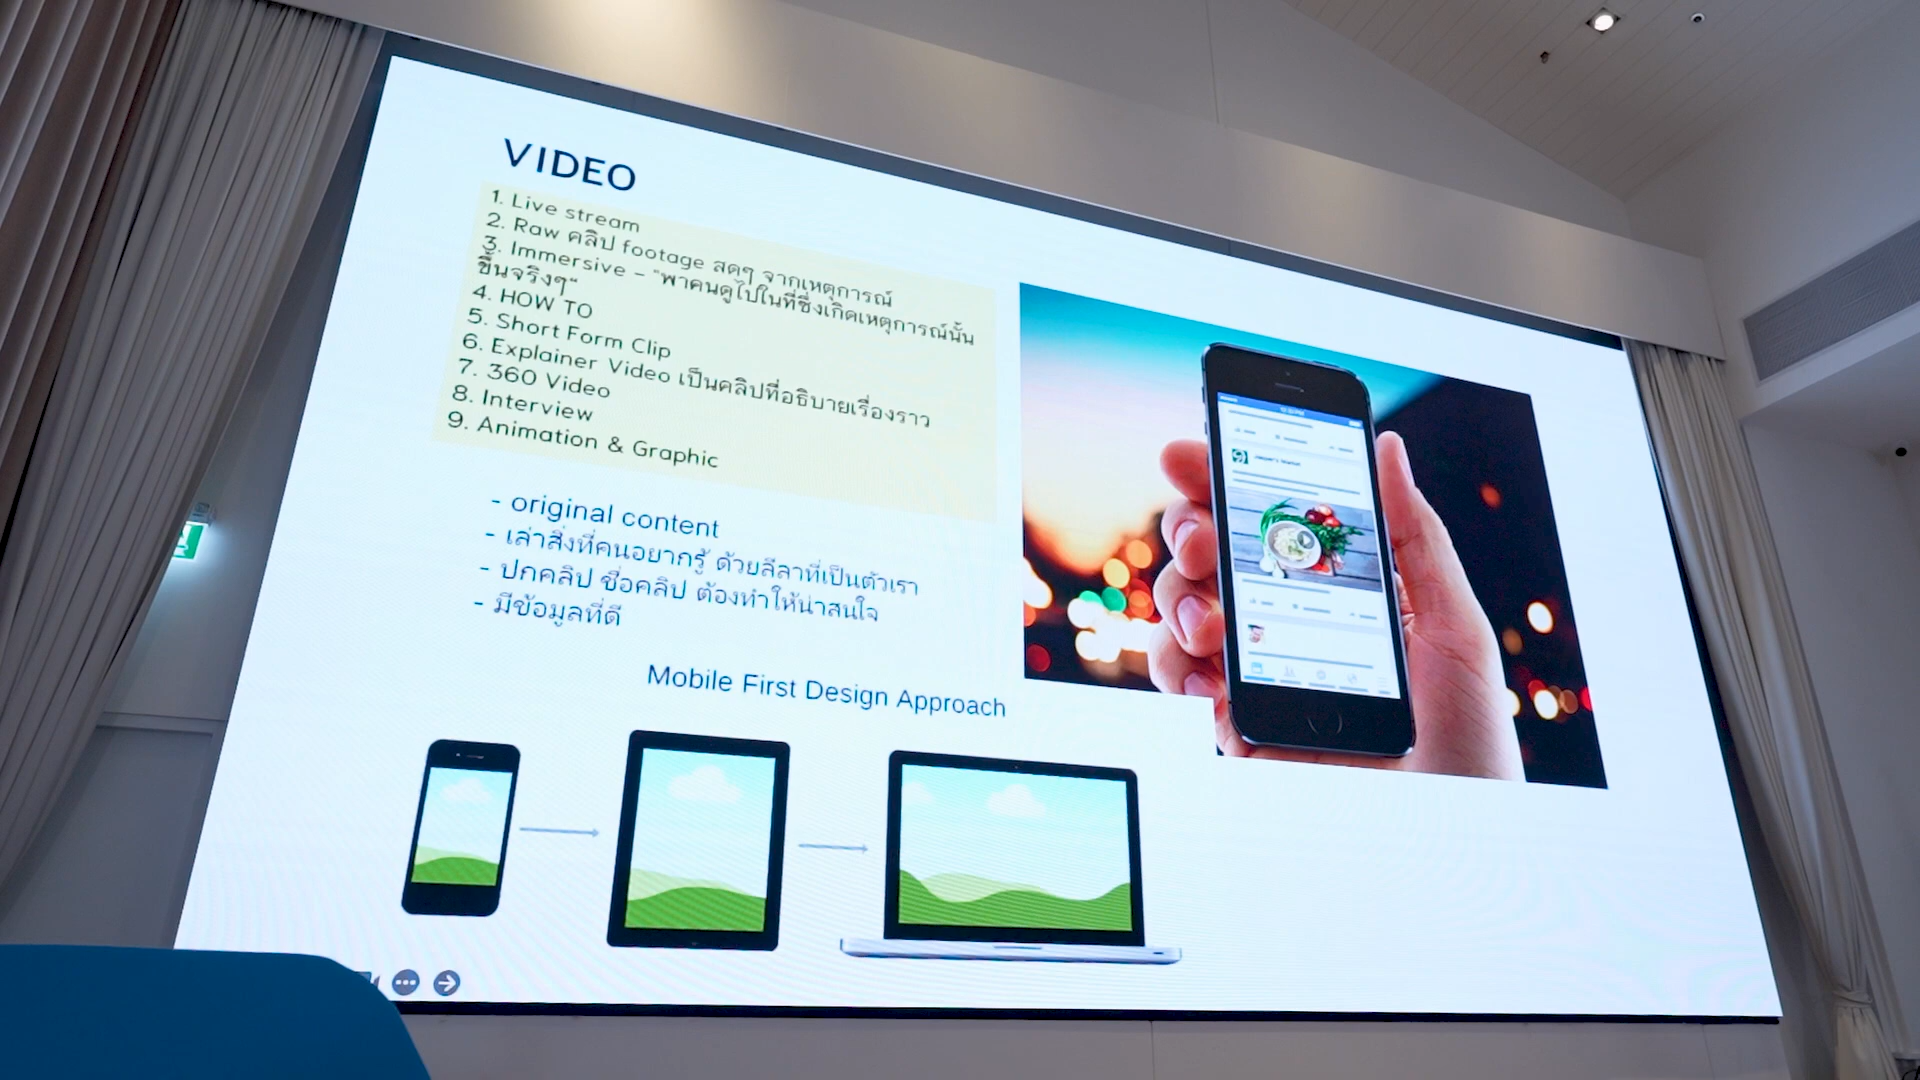 VIDEO
1. Live stream
2. Raw คลิป footage สดๆ จากเหตุการณ์
3. Immersive - "พาคนดูไปในที่ซึ่งเกิดเหตุการณ์นั้น
ขึ้นจริงๆ"
4. HOW TO
5. Short Form Clip
6. Explainer Video เป็นคลิปที่อธิบายเรื่องราว
7. 360 Video
8. Interview
9. Animation & Graphic
- original content
- เล่าสิ่งที่คนอยากรู้ ด้วยลีลาที่เป็นตัวเรา
- ปกคลิป ชื่อคลิป ต้องทำให้น่าสนใจ
- มีข้อมูลที่ดี
Mobile First Design Approach